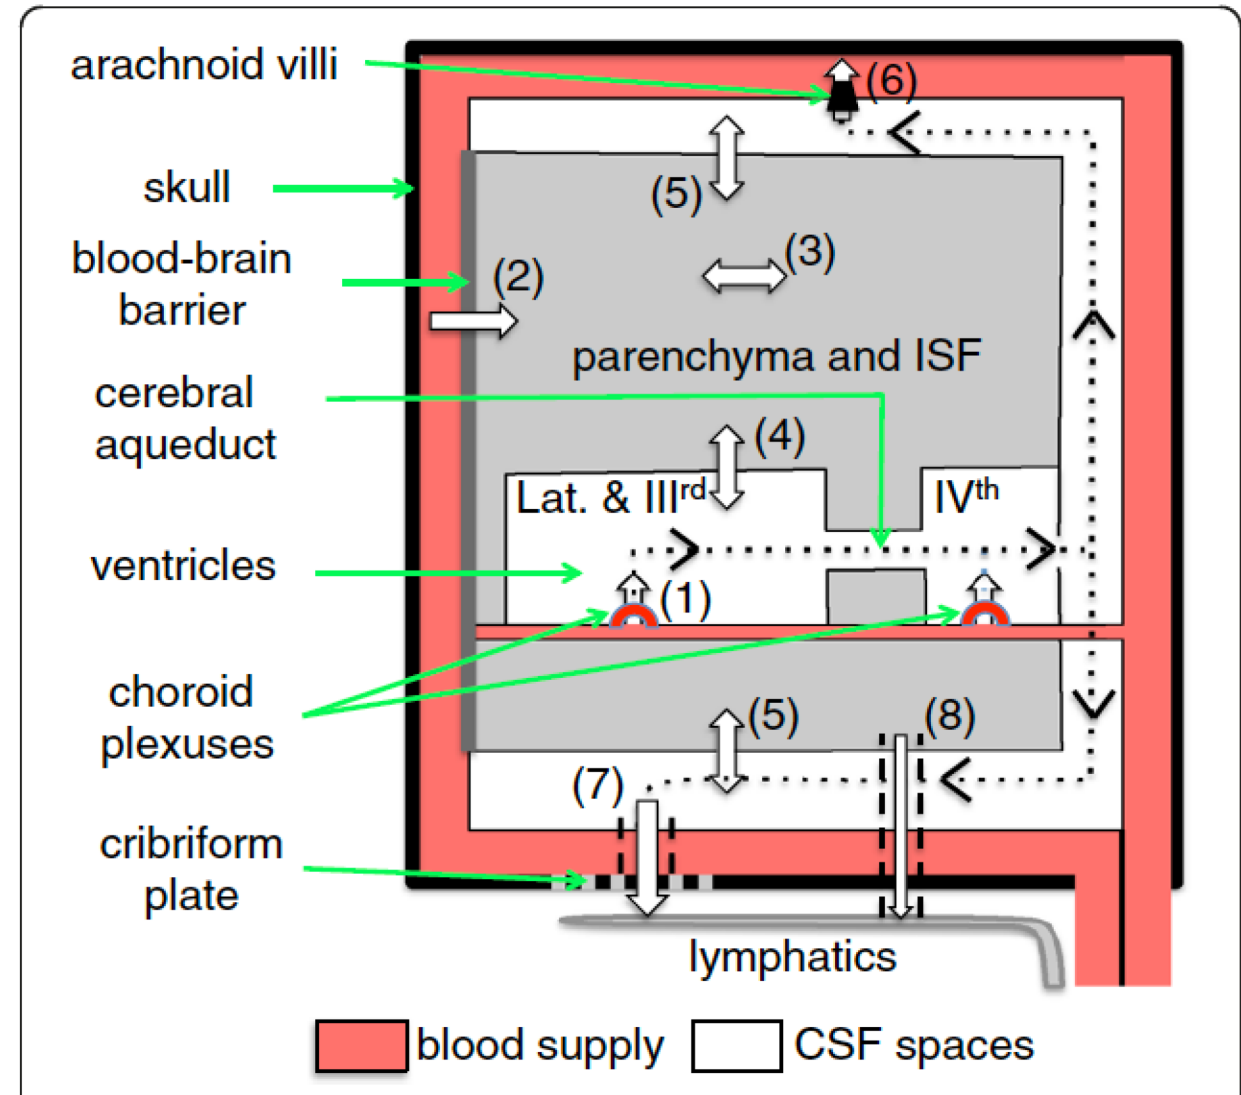 arachnoid villi
(6)
skull
(5)
blood-brain
barrier
(2)
(3)
parenchyma and ISF
cerebral
aqueduct
(4)
Lat. & IIIrd
IVth
ventricles
(1)
choroid
plexuses
(5)
(8)
(7)
cribriform
plate
lymphatics
blood supply
CSF spaces